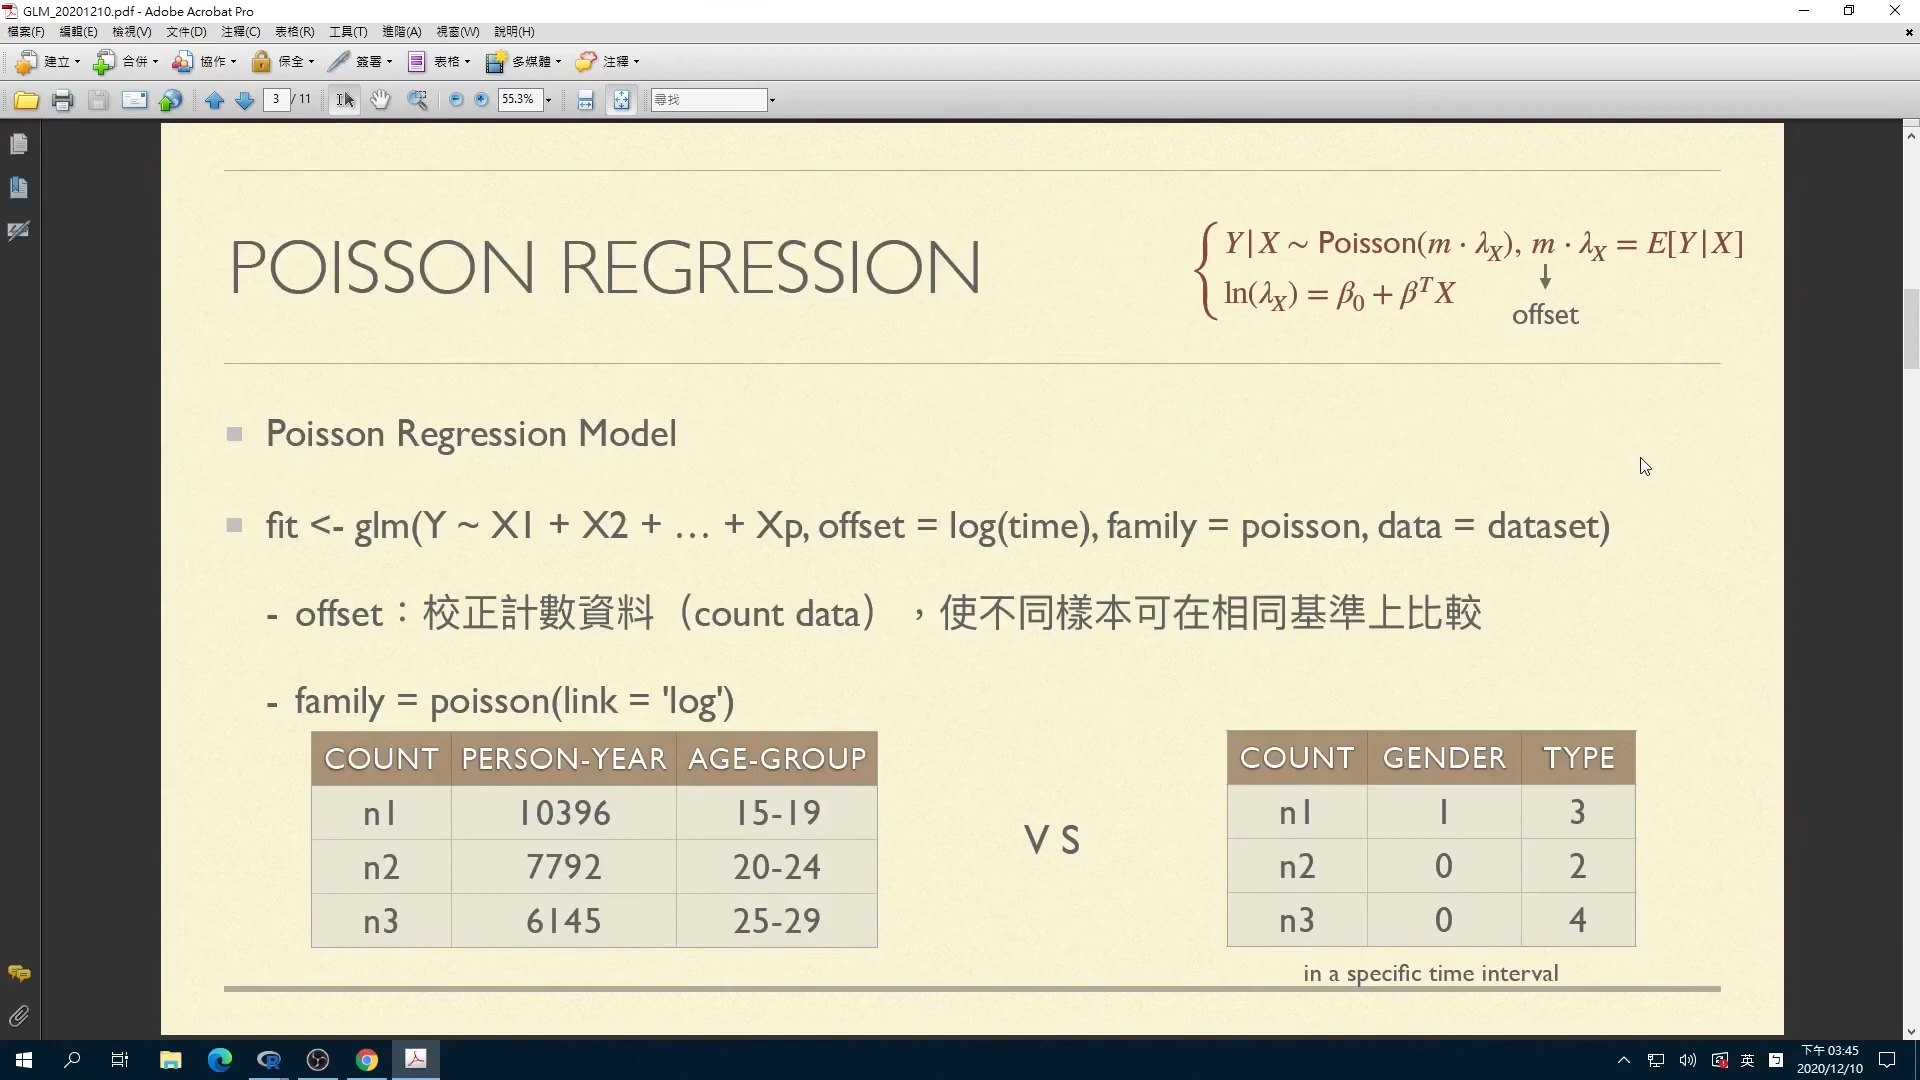 GLM_20201210.pdf - Adobe Acrobat Pro
檔案(F) 編輯(E) 檢視(V) 文件(D) 注釋(C) 表格(R) 工具(T) 進階(A) 視窗(W) 說明(H)
建立 合併 協作 保全 簽署 表格 多媒體 注釋
3 / 11 55.3% 尋找
POISSON REGRESSION
Y|X ~ Poisson(m · λ_X), m · λ_X = E[Y|X]
ln(λ_X) = β_0 + β^T X
offset
Poisson Regression Model
fit <- glm(Y ~ X1 + X2 + … + Xp, offset = log(time), family = poisson, data = dataset)
- offset：校正計數資料（count data），使不同樣本可在相同基準上比較
- family = poisson(link = 'log')
COUNT PERSON-YEAR AGE-GROUP
n1 10396 15-19
n2 7792 20-24
n3 6145 25-29
V S
COUNT GENDER TYPE
n1 1 3
n2 0 2
n3 0 4
in a specific time interval
英
下午 03:45
2020/12/10